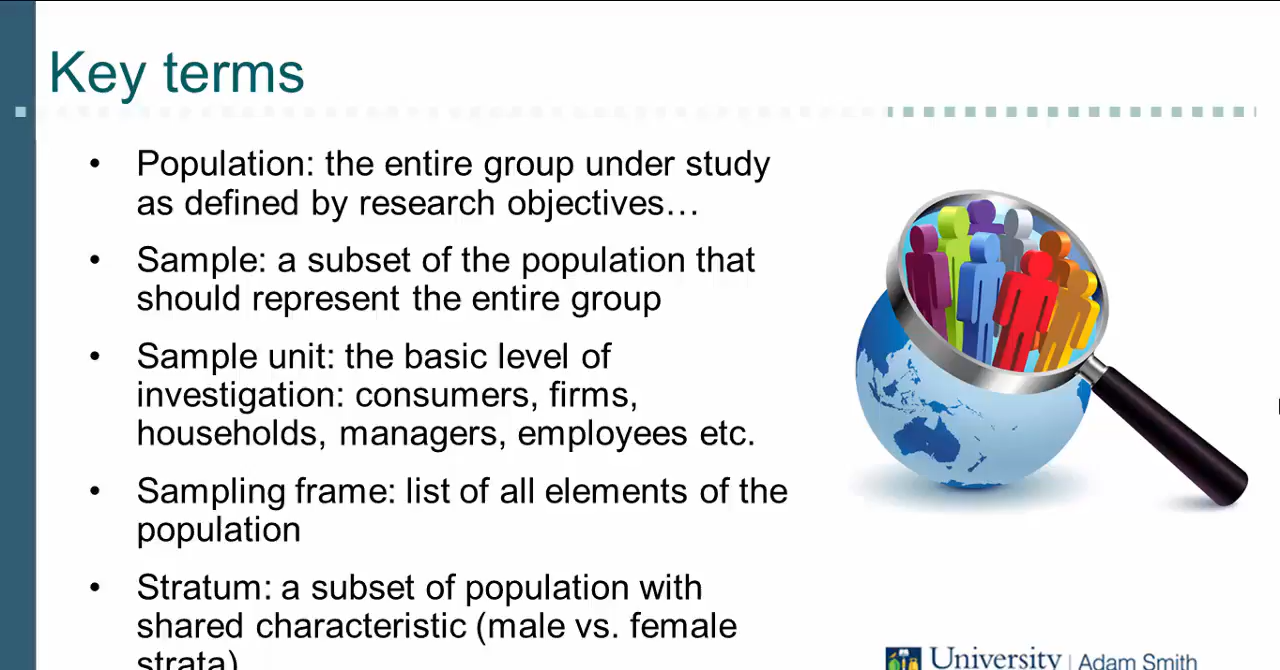 Key terms
• Population: the entire group under study
as defined by research objectives…
• Sample: a subset of the population that
should represent the entire group
• Sample unit: the basic level of
investigation: consumers, firms,
households, managers, employees etc.
• Sampling frame: list of all elements of the
population
• Stratum: a subset of population with
shared characteristic (male vs. female
strata)
University | Adam Smith